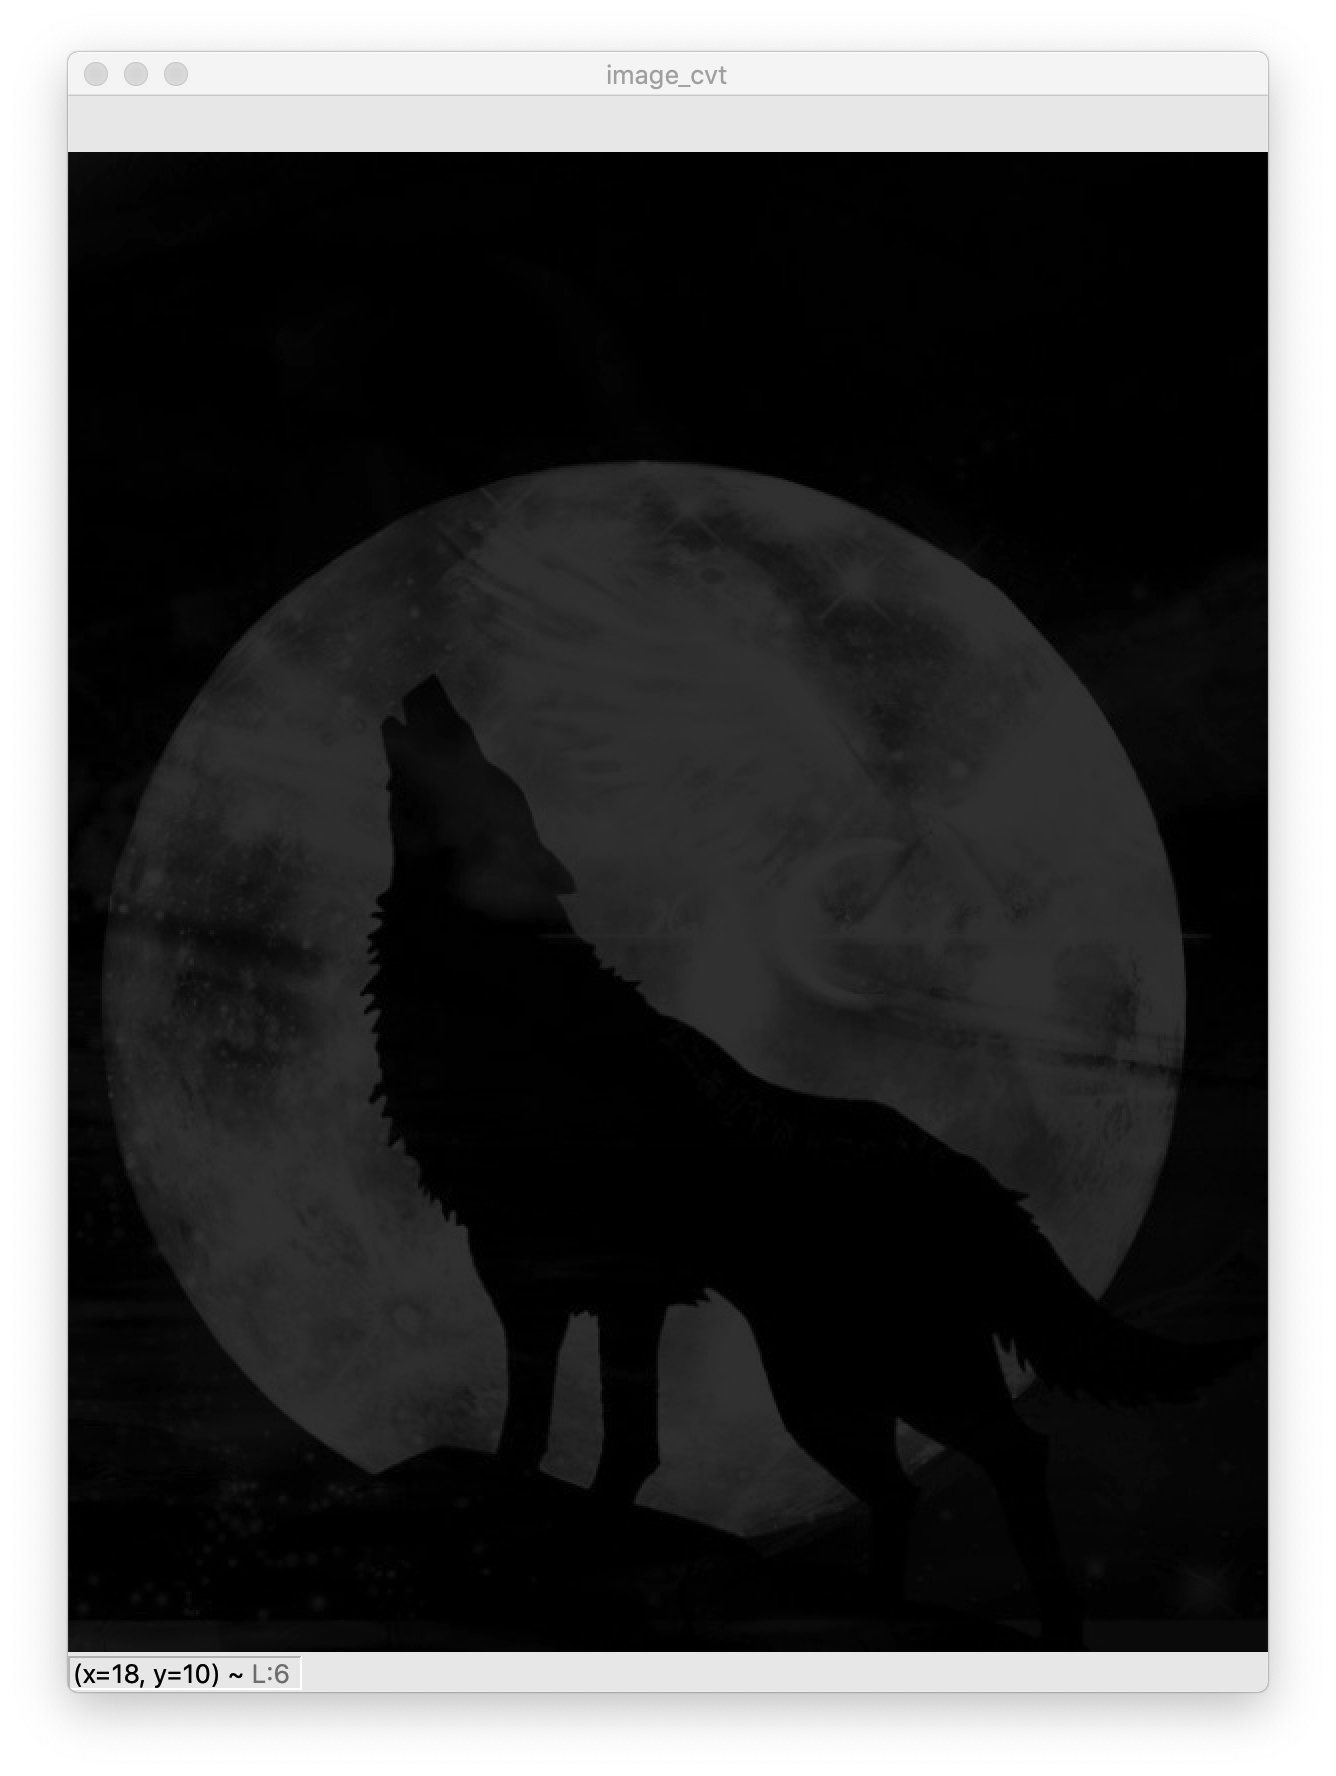 image_cvt
(x=18, y=10) ~ L:6